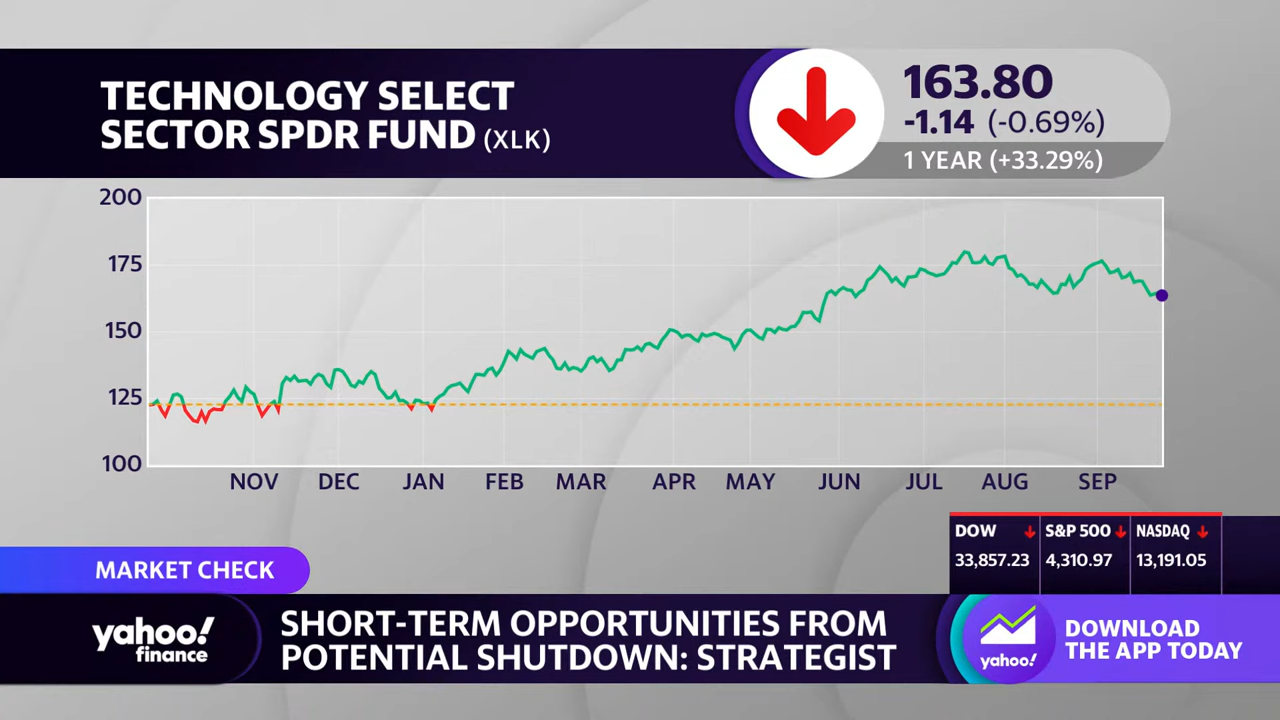 TECHNOLOGY SELECT
SECTOR SPDR FUND (XLK)
163.80
-1.14 (-0.69%)
1 YEAR (+33.29%)
200
175
150
125
100
NOV DEC JAN FEB MAR APR MAY JUN JUL AUG SEP
DOW S&P 500 NASDAQ
33,857.23 4,310.97 13,191.05
MARKET CHECK
yahoo!
finance
SHORT-TERM OPPORTUNITIES FROM
POTENTIAL SHUTDOWN: STRATEGIST
yahoo!
DOWNLOAD
THE APP TODAY